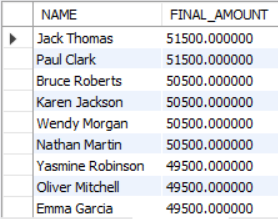 NAME FINAL_AMOUNT
Jack Thomas 51500.000000
Paul Clark 51500.000000
Bruce Roberts 50500.000000
Karen Jackson 50500.000000
Wendy Morgan 50500.000000
Nathan Martin 50500.000000
Yasmine Robinson 49500.000000
Oliver Mitchell 49500.000000
Emma Garcia 49500.000000